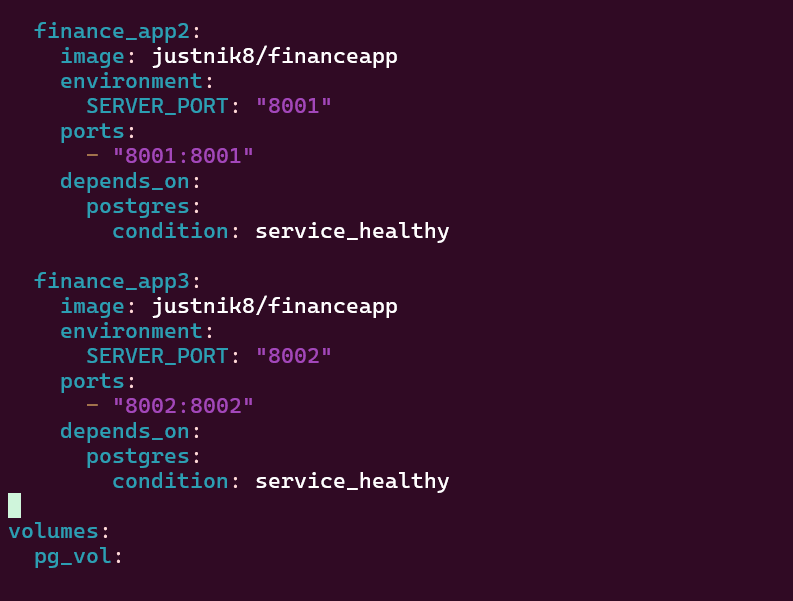 finance_app2:
image: justnik8/financeapp
environment:
SERVER_PORT: "8001"
ports:
- "8001:8001"
depends_on:
postgres:
condition: service_healthy
finance_app3:
image: justnik8/financeapp
environment:
SERVER_PORT: "8002"
ports:
- "8002:8002"
depends_on:
postgres:
condition: service_healthy
volumes:
pg_vol: